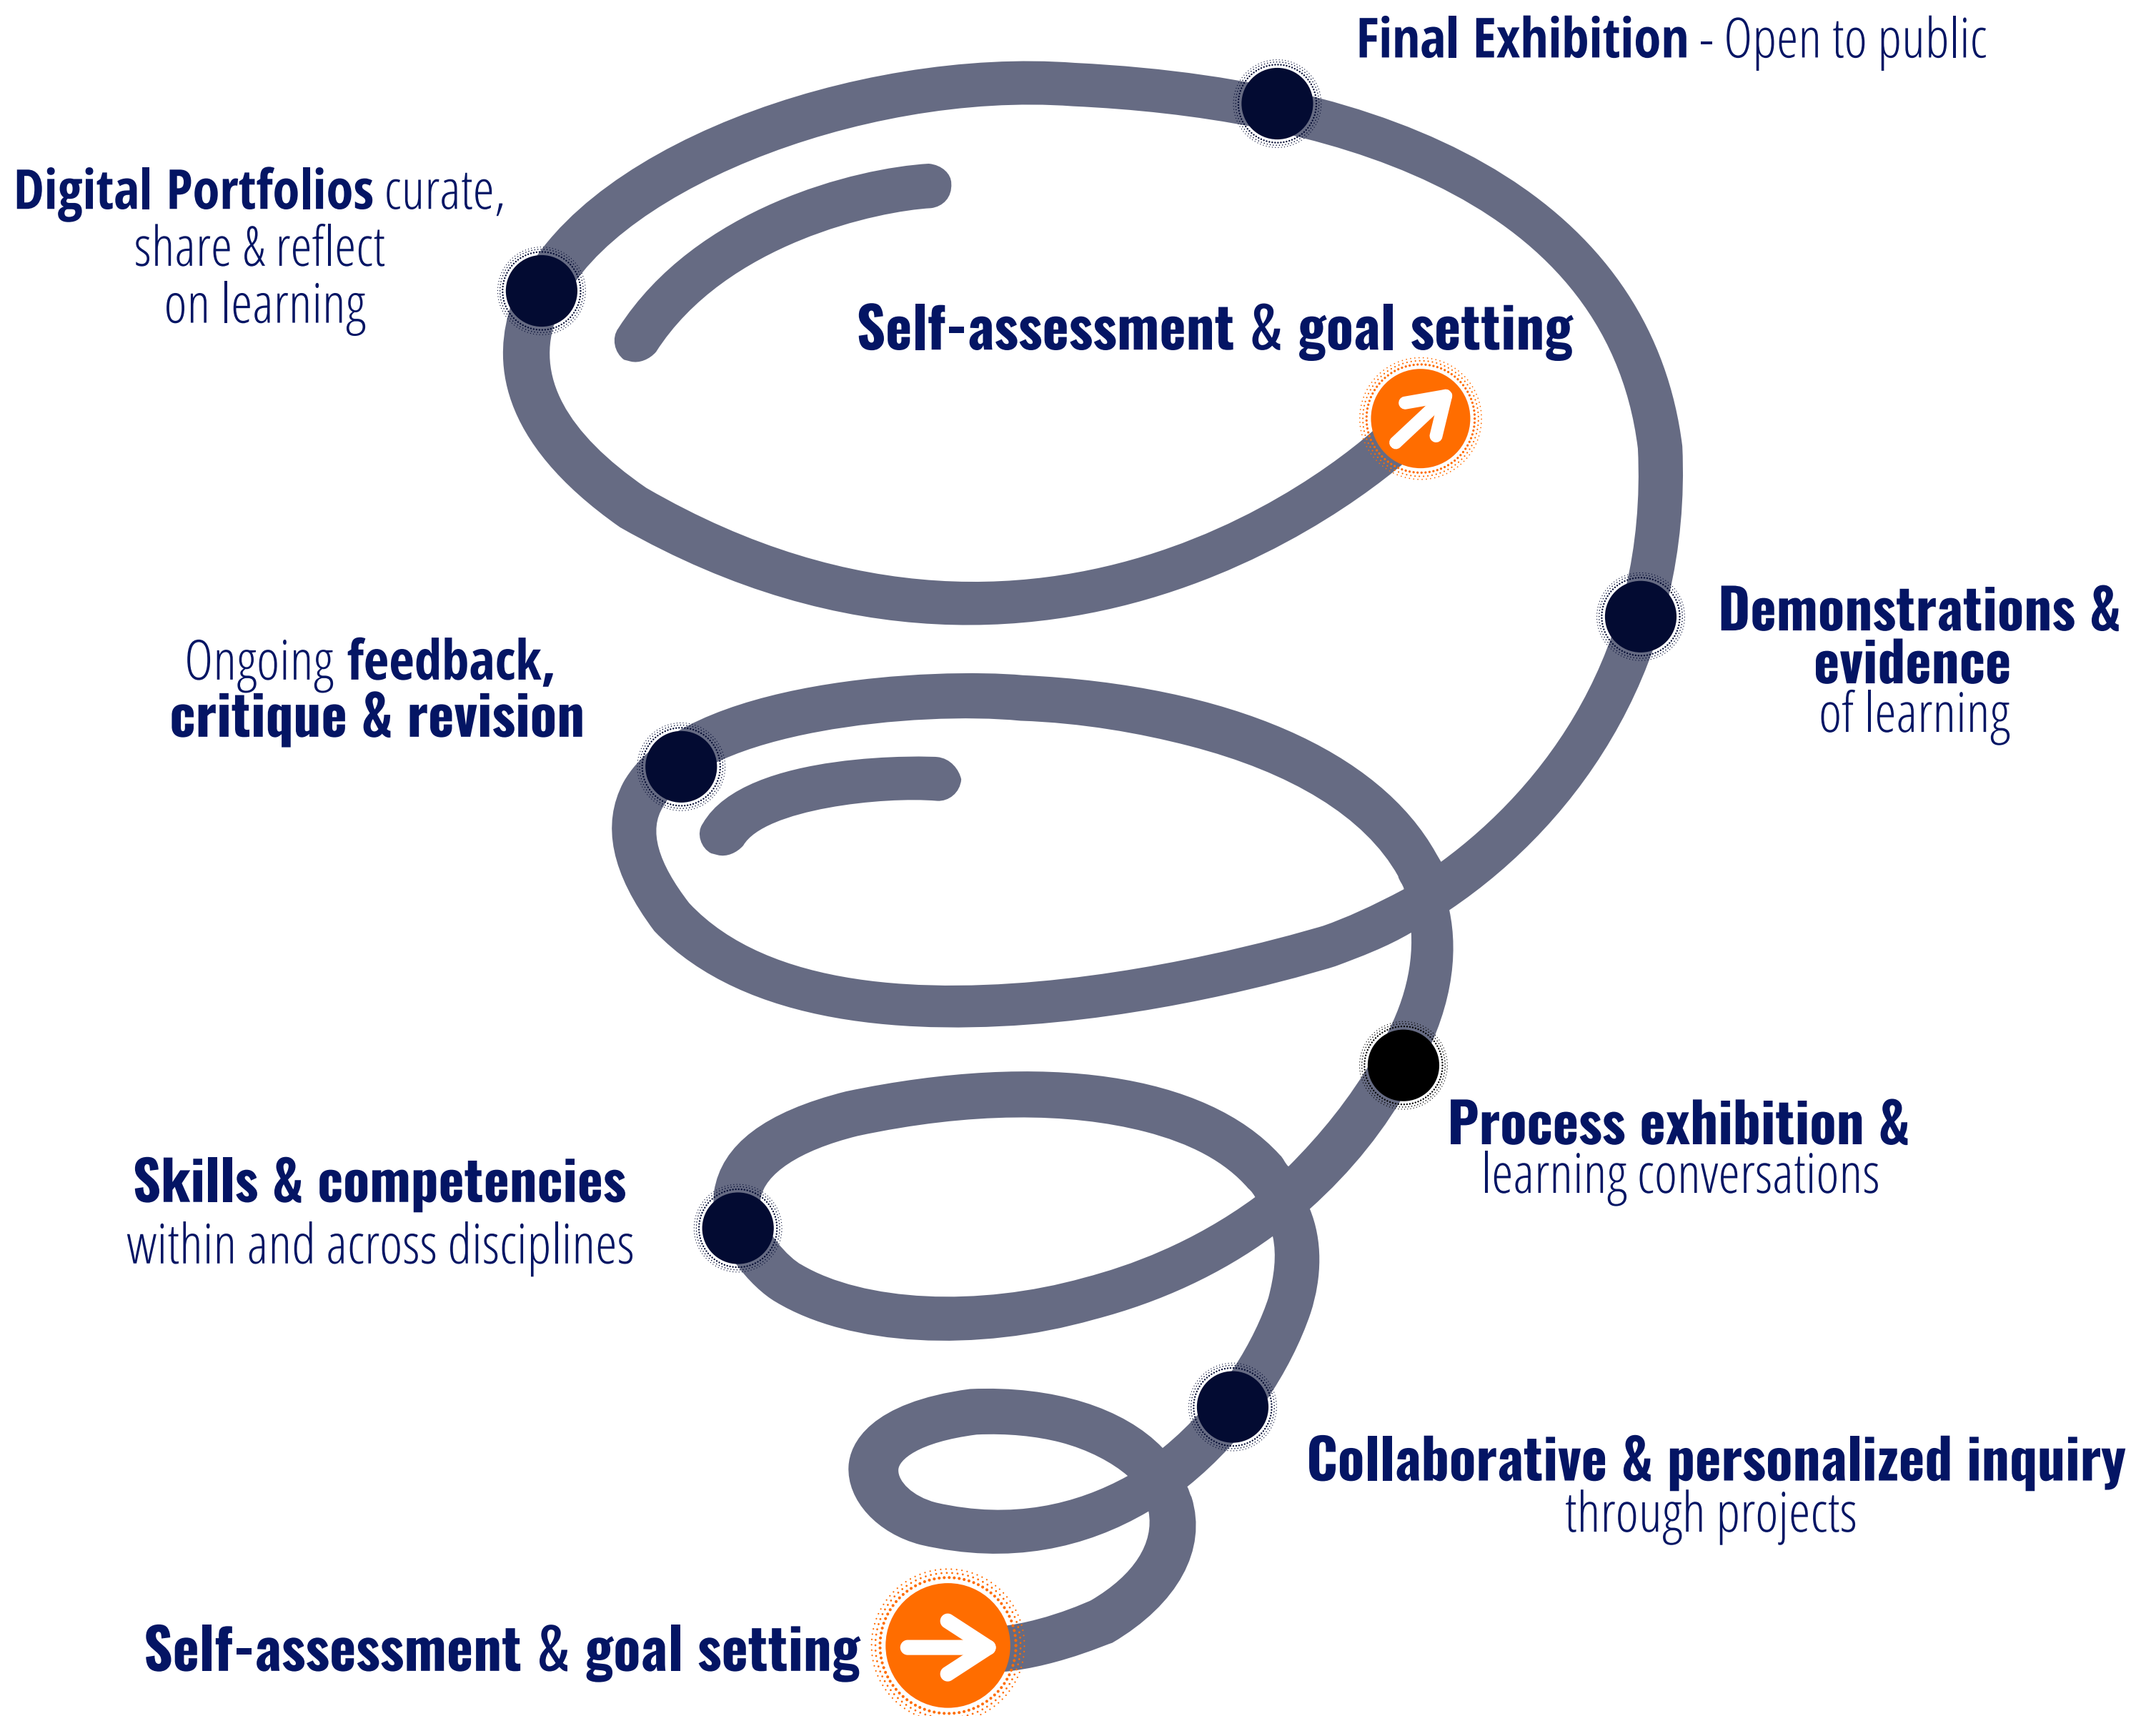 Final Exhibition - Open to public
Digital Portfolios curate,
share & reflect
on learning
Self-assessment & goal setting
Demonstrations &
evidence
of learning
Ongoing feedback,
critique & revision
Process exhibition &
learning conversations
Skills & competencies
within and across disciplines
Collaborative & personalized inquiry
through projects
Self-assessment & goal setting